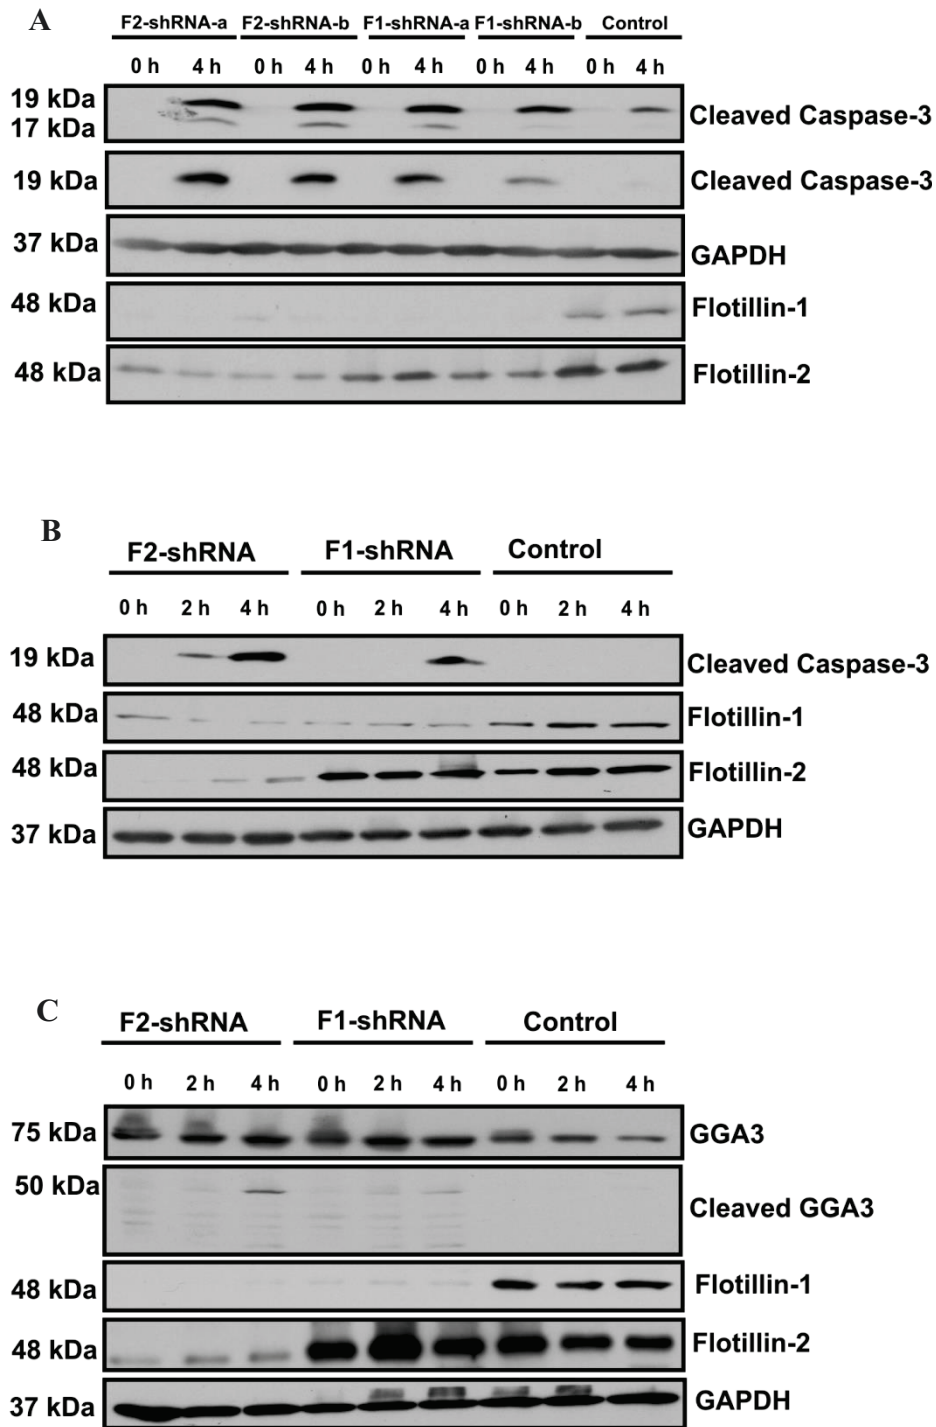 A
F2-shRNA-a F2-shRNA-b F1-shRNA-a F1-shRNA-b Control
0 h 4 h 0 h 4 h 0 h 4 h 0 h 4 h 0 h 4 h
19 kDa
17 kDa
Cleaved Caspase-3
19 kDa Cleaved Caspase-3
37 kDa GAPDH
48 kDa Flotillin-1
48 kDa Flotillin-2
B
F2-shRNA F1-shRNA Control
0 h 2 h 4 h 0 h 2 h 4 h 0 h 2 h 4 h
19 kDa Cleaved Caspase-3
48 kDa Flotillin-1
48 kDa Flotillin-2
37 kDa GAPDH
C
F2-shRNA F1-shRNA Control
0 h 2 h 4 h 0 h 2 h 4 h 0 h 2 h 4 h
75 kDa GGA3
50 kDa Cleaved GGA3
48 kDa Flotillin-1
48 kDa Flotillin-2
37 kDa GAPDH